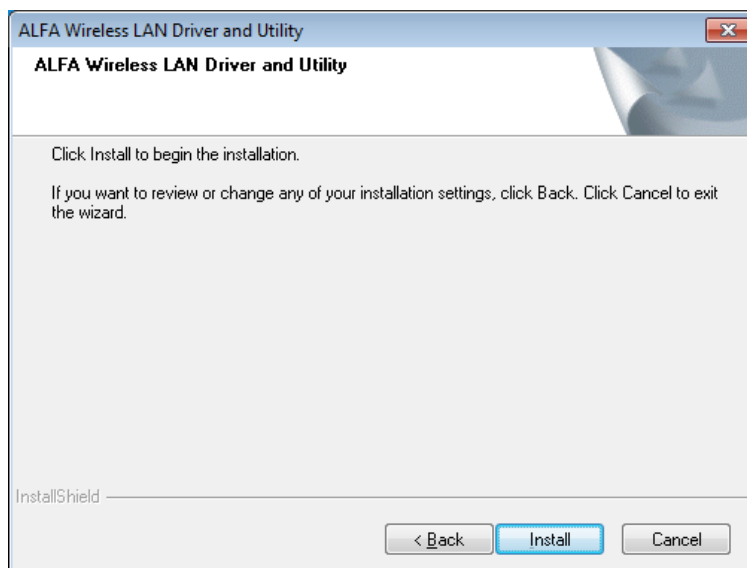 ALFA Wireless LAN Driver and Utility
ALFA Wireless LAN Driver and Utility
Click Install to begin the installation.
If you want to review or change any of your installation settings, click Back. Click Cancel to exit
the wizard.
InstallShield
< Back
Install
Cancel